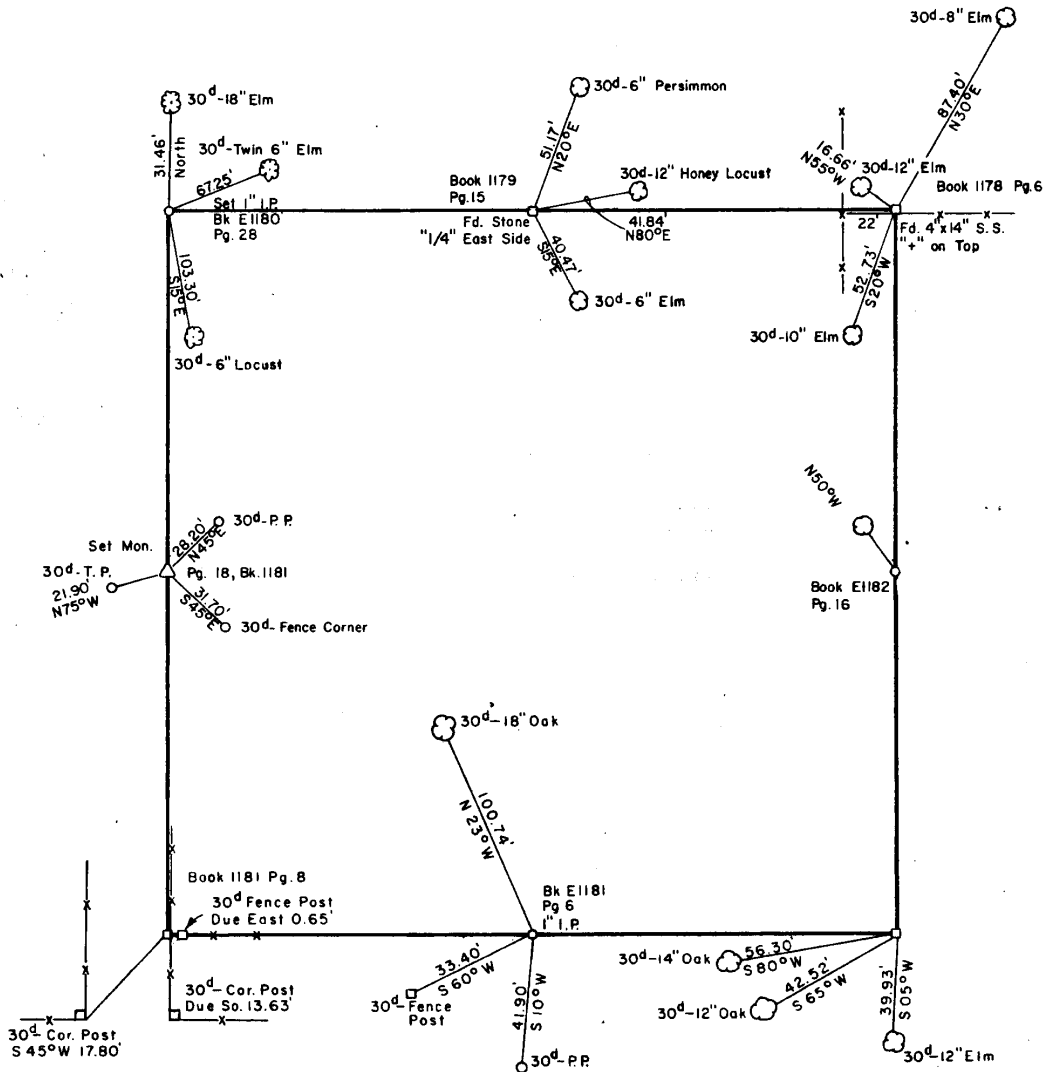 30d-8" Elm
87.40'
N30°E
30d-18" Elm
31.46'
North
30d-Twin 6" Elm
67.25'
Set 1" I.P.
Bk E1180
Pg. 28
103.30'
S15°E
30d-6" Locust
30d-6" Persimmon
51.17'
N20°E
Book 1179
Pg.15
30d-12" Honey Locust
Fd. Stone
"1/4" East Side
41.84'
N80°E
40.47'
S15°E
30d-6" Elm
16.66'
N55°W
30d-12" Elm
Book 1178 Pg.6
22'
Fd. 4"x14" S.S.
"+" on Top
52.73'
S20°W
30d-10" Elm
N50°W
Book E1182
Pg. 16
Set Mon.
28.20'
N45°E
30d-P.P.
30d-T.P.
21.90'
N75°W
Pg. 18, Bk.1181
31.70'
S45°E
30d-Fence Corner
30d-18" Oak
100.74'
N 23°W
Book 1181 Pg.8
30d Fence Post
Due East 0.65'
Bk E1181
Pg 6
1" I.P.
33.40'
S 60°W
30d-Fence
Post
41.90'
S 10°W
30d-P.P.
30d-14" Oak
56.30'
S 80°W
42.52'
S 65°W
30d-12" Oak
39.93'
S 05°W
30d-12" Elm
30d-Cor. Post
Due So. 13.63'
30d-Cor. Post
S 45°W 17.80'